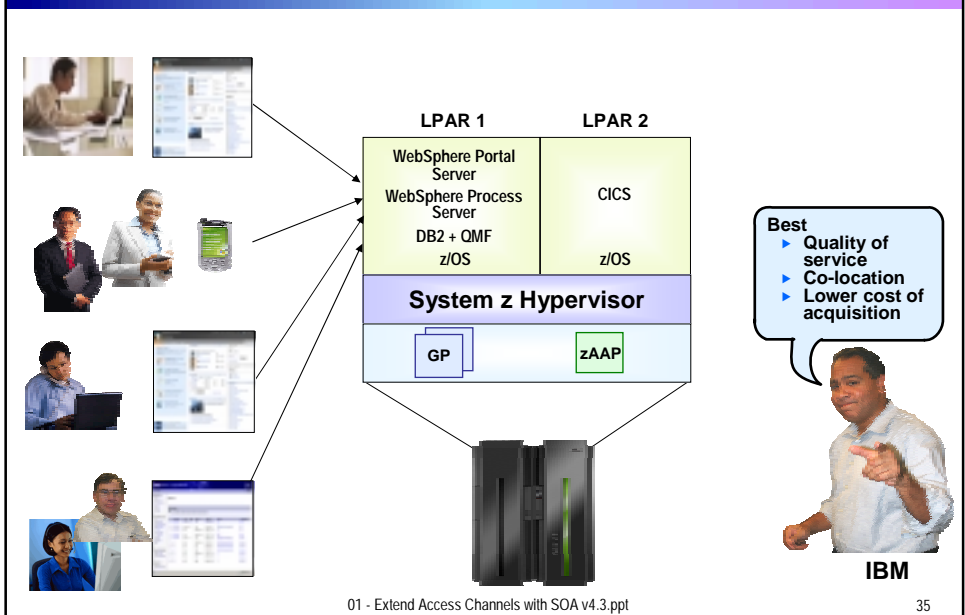 LPAR 1
LPAR 2
WebSphere Portal
Server
WebSphere Process
Server
DB2 + QMF
z/OS
CICS
z/OS
System z Hypervisor
GP
zAAP
Best
Quality of
service
Co-location
Lower cost of
acquisition
IBM
01 - Extend Access Channels with SOA v4.3.ppt
35